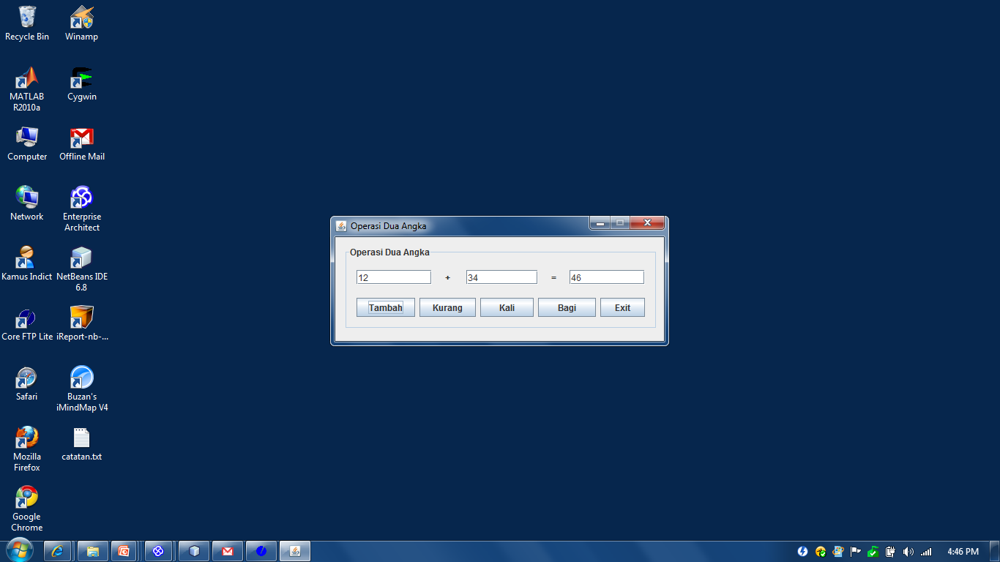 Recycle Bin
Winamp
MATLAB
R2010a
Cygwin
Computer
Offline Mail
Network
Enterprise
Architect
Kamus Indict
NetBeans IDE
6.8
Core FTP Lite
iReport-nb-...
Safari
Buzan's
iMindMap V4
Mozilla
Firefox
catatan.txt
Google
Chrome
Operasi Dua Angka
Operasi Dua Angka
12 + 34 = 46
Tambah Kurang Kali Bagi Exit
4:46 PM